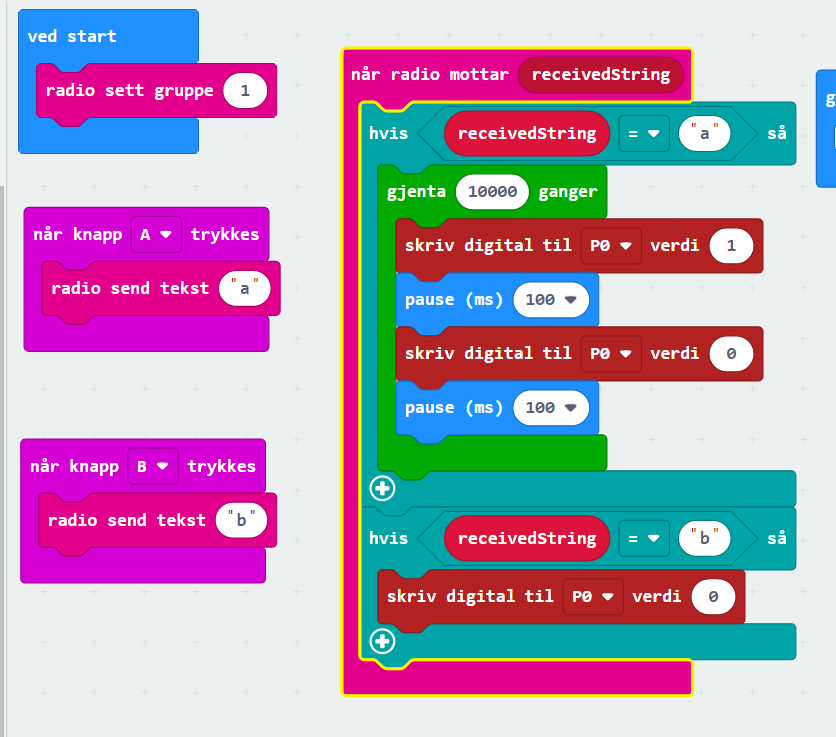 ved start
radio sett gruppe 1
når knapp A trykkes
radio send tekst "a"
når knapp B trykkes
radio send tekst "b"
når radio mottar receivedString
hvis receivedString = "a" så
gjenta 10000 ganger
skriv digital til P0 verdi 1
pause (ms) 100
skriv digital til P0 verdi 0
pause (ms) 100
hvis receivedString = "b" så
skriv digital til P0 verdi 0
g